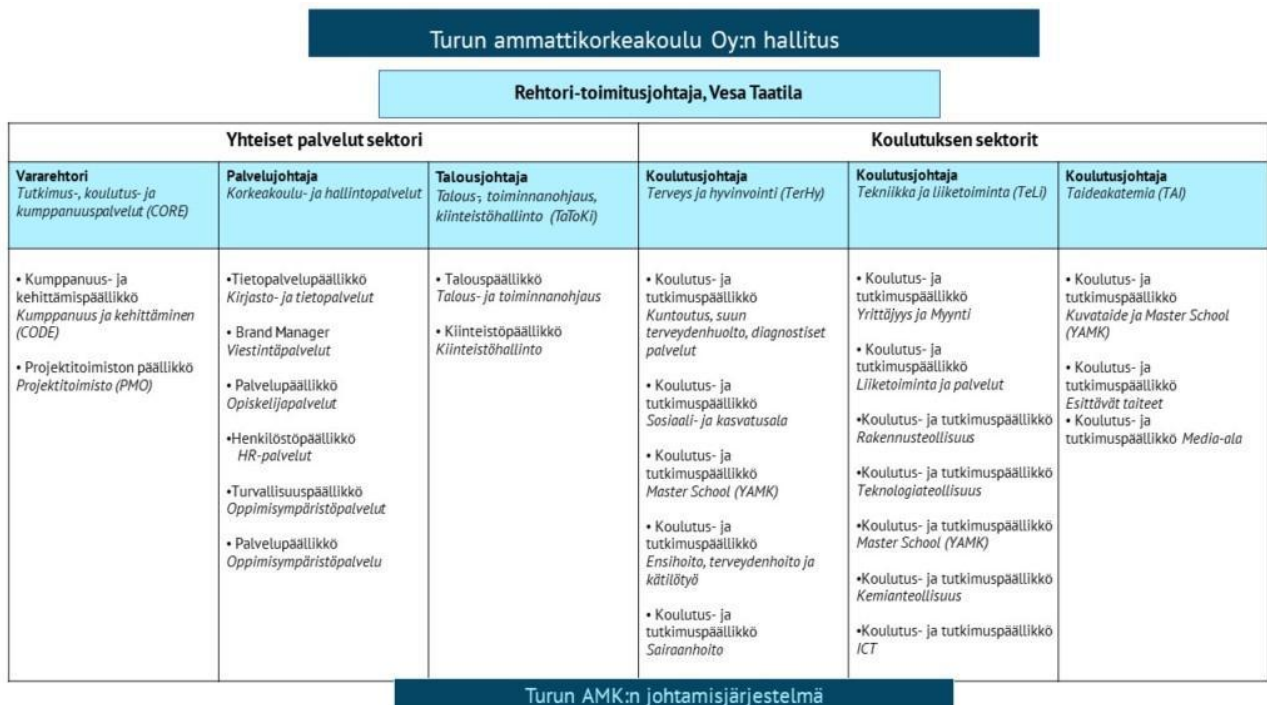 Turun ammattikorkeakoulu Oy:n hallitus
Rehtori-toimitusjohtaja, Vesa Taatila
Yhteiset palvelut sektori
Koulutuksen sektorit
Vararehtori
Tutkimus-, koulutus- ja
kumppanuuspalvelut (CORE)
Palvelujohtaja
Korkeakoulu- ja hallintopalvelut
Talousjohtaja
Talous-, toiminnanohjaus,
kiinteistöhallinto (TaToKi)
Koulutusjohtaja
Terveys ja hyvinvointi (TerHy)
Koulutusjohtaja
Tekniikka ja liiketoiminta (TeLi)
Koulutusjohtaja
Taideakatemia (TAI)
• Kumppanuus- ja
kehittämispäällikkö
Kumppanuus ja kehittäminen
(CODE)
• Projektitoimiston päällikkö
Projektitoimisto (PMO)
•Tietopalvelupäällikkö
Kirjasto- ja tietopalvelut
• Brand Manager
Viestintäpalvelut
• Palvelupäällikkö
Opiskelijapalvelut
•Henkilöstöpäällikkö
HR-palvelut
•Turvallisuuspäällikkö
Oppimisympäristöpalvelut
• Palvelupäällikkö
Oppimisympäristöpalvelu
• Talouspäällikkö
Talous- ja toiminnanohjaus
• Kiinteistöpäällikkö
Kiinteistöhallinto
• Koulutus- ja
tutkimuspäällikkö
Kuntoutus, suun
terveydenhuolto, diagnostiset
palvelut
• Koulutus- ja
tutkimuspäällikkö
Sosiaali- ja kasvatusala
• Koulutus- ja
tutkimuspäällikkö
Master School (YAMK)
• Koulutus- ja
tutkimuspäällikkö
Ensihoito, terveydenhoito ja
kätilötyö
• Koulutus- ja
tutkimuspäällikkö
Sairaanhoito
• Koulutus- ja
tutkimuspäällikkö
Yrittäjyys ja Myynti
• Koulutus- ja
tutkimuspäällikkö
Liiketoiminta ja palvelut
•Koulutus- ja tutkimuspäällikkö
Rakennusteollisuus
•Koulutus- ja tutkimuspäällikkö
Teknologiateollisuus
•Koulutus- ja tutkimuspäällikkö
Master School (YAMK)
•Koulutus- ja tutkimuspäällikkö
Kemianteollisuus
•Koulutus- ja tutkimuspäällikkö
ICT
• Koulutus- ja
tutkimuspäällikkö
Kuvataide ja Master School
(YAMK)
• Koulutus- ja
tutkimuspäällikkö
Esittävät taiteet
• Koulutus- ja
tutkimuspäällikkö Media-ala
Turun AMK:n johtamisjärjestelmä